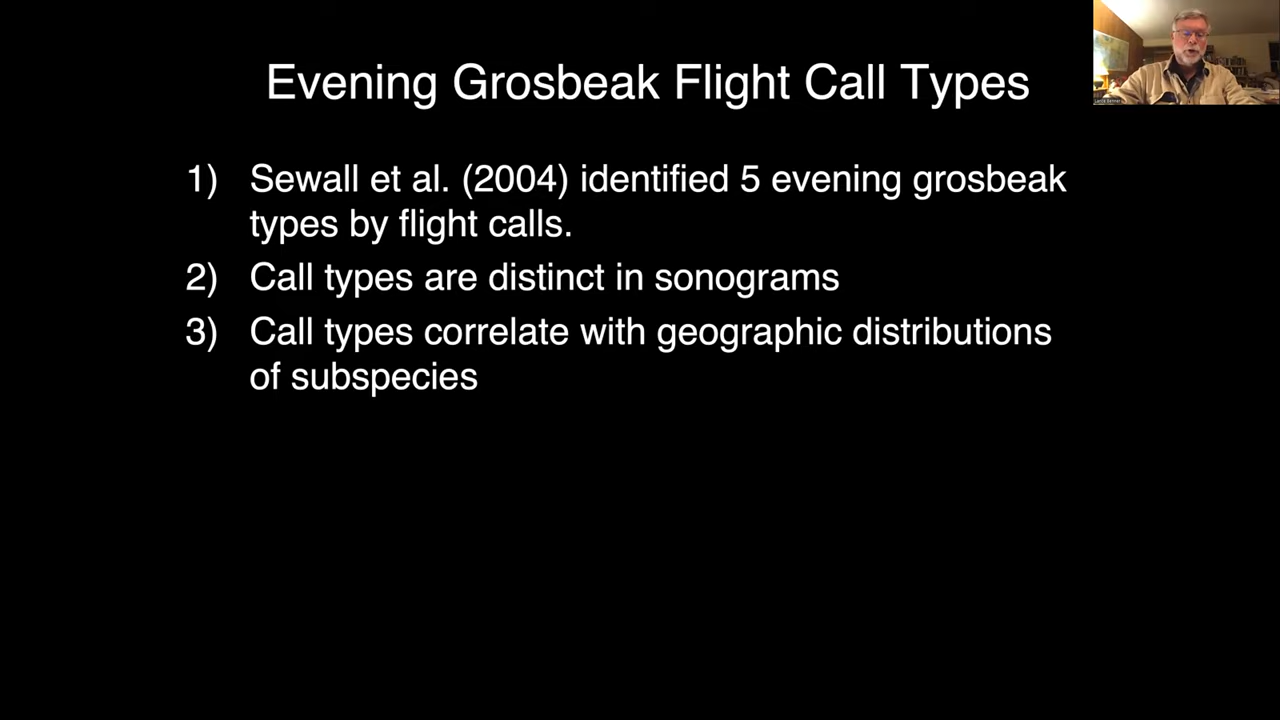 Evening Grosbeak Flight Call Types
1) Sewall et al. (2004) identified 5 evening grosbeak
types by flight calls.
2) Call types are distinct in sonograms
3) Call types correlate with geographic distributions
of subspecies